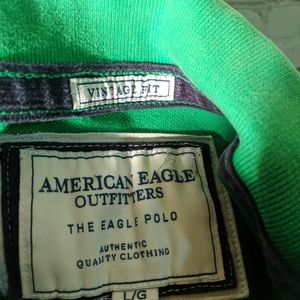 VINTAGE FIT
AMERICAN EAGLE
OUTFITTERS
THE EAGLE POLO
AUTHENTIC
QUALITY CLOTHING
L/G